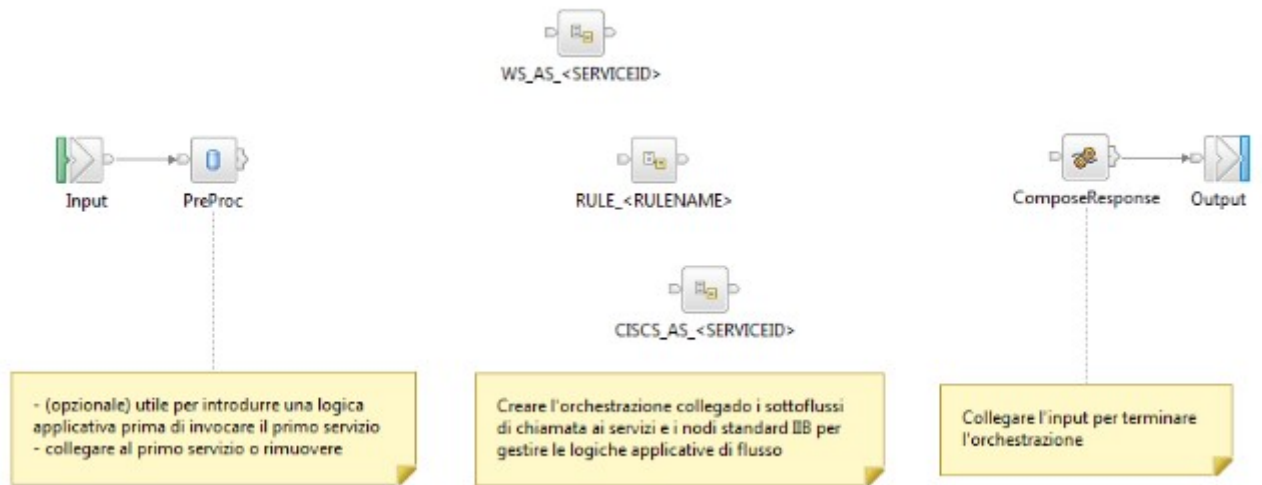 WS_AS_<SERVICEID>
Input
PreProc
RULE_<RULENAME>
ComposeResponse
Output
CISCS_AS_<SERVICEID>
- (opzionale) utile per introdurre una logica
applicativa prima di invocare il primo servizio
- collegare al primo servizio o rimuovere
Creare l'orchestrazione collegado i sottoflussi
di chiamata ai servizi e i nodi standard IIB per
gestire le logiche applicative di flusso
Collegare l'input per terminare
l'orchestrazione